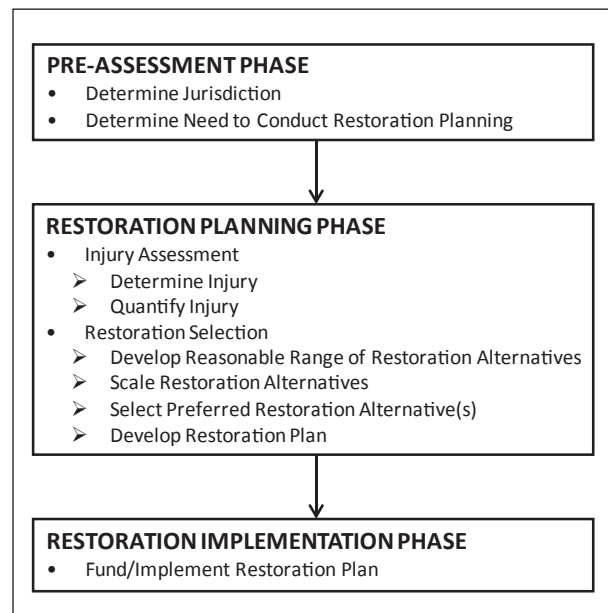 PRE-ASSESSMENT PHASE
• Determine Jurisdiction
• Determine Need to Conduct Restoration Planning
RESTORATION PLANNING PHASE
• Injury Assessment
➢ Determine Injury
➢ Quantify Injury
• Restoration Selection
➢ Develop Reasonable Range of Restoration Alternatives
➢ Scale Restoration Alternatives
➢ Select Preferred Restoration Alternative(s)
➢ Develop Restoration Plan
RESTORATION IMPLEMENTATION PHASE
• Fund/Implement Restoration Plan